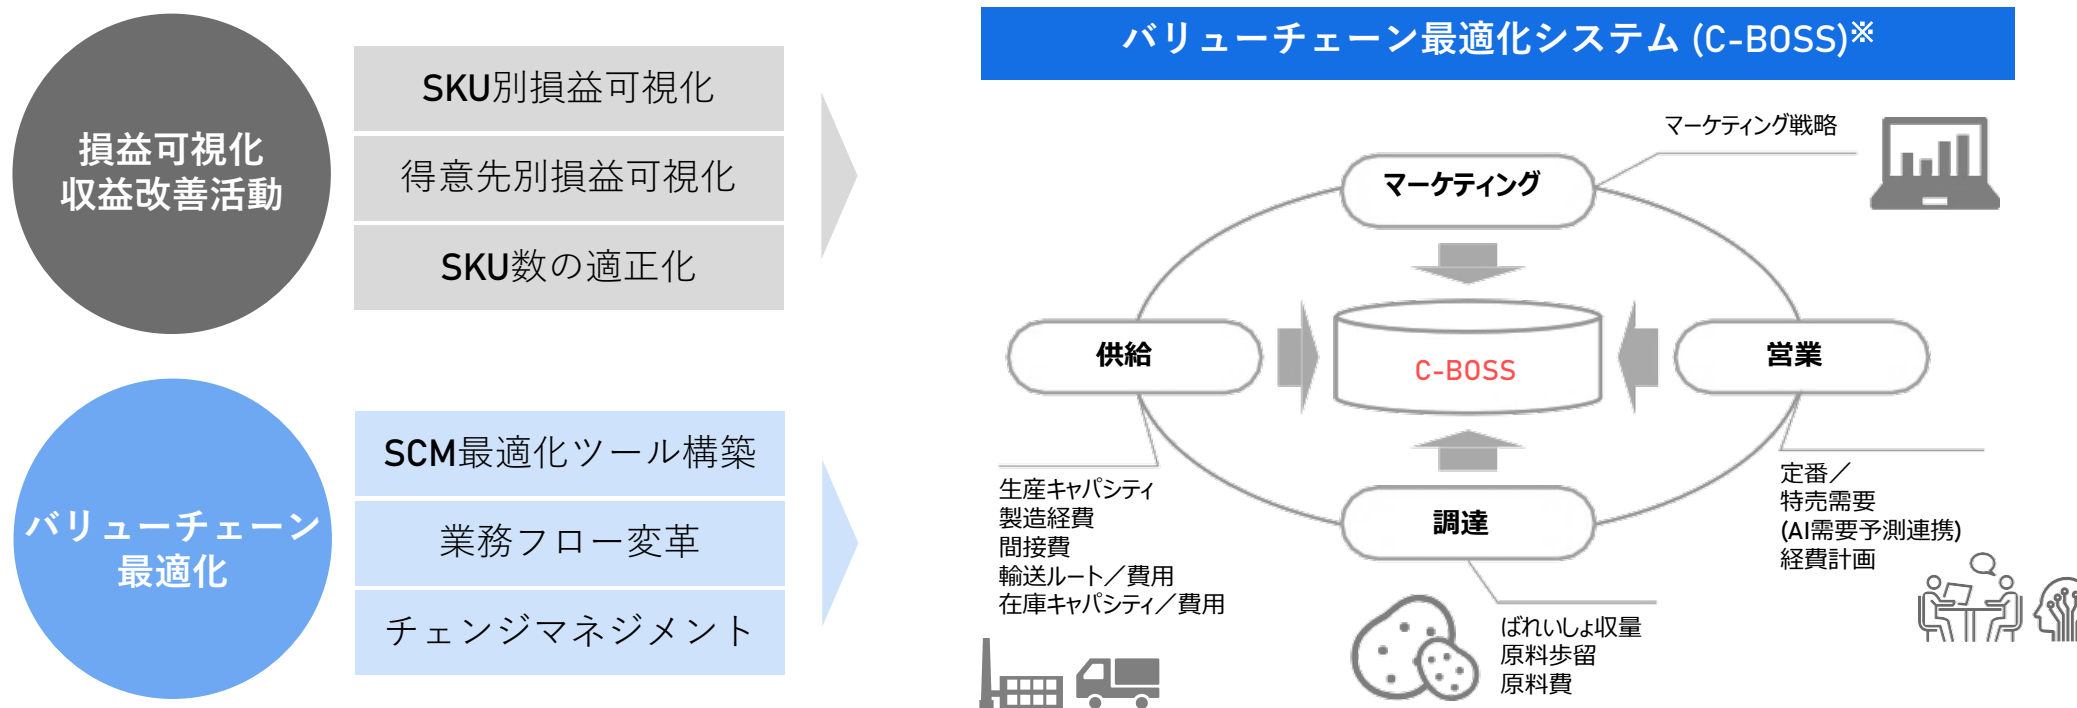 損益可視化
収益改善活動
SKU別損益可視化
得意先別損益可視化
SKU数の適正化
バリューチェーン
最適化
SCM最適化ツール構築
業務フロー変革
チェンジマネジメント
バリューチェーン最適化システム (C-BOSS)※
マーケティング戦略
マーケティング
供給
C-BOSS
営業
調達
生産キャパシティ
製造経費
間接費
輸送ルート／費用
在庫キャパシティ／費用
定番／
特売需要
(AI需要予測連携)
経費計画
ばれいしょ収量
原料歩留
原料費